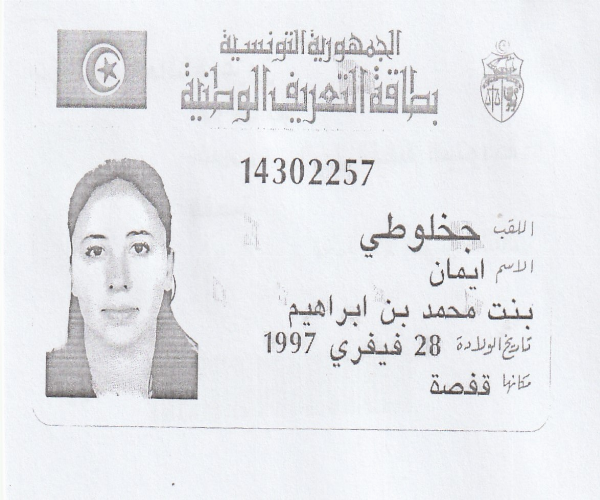 الجمهورية التونسية
بطاقة التعريف الوطنية
14302257
اللقب جخلوطي
الاسم ايمان
بنت محمد بن ابراهيم
تاريخ الولادة 28 فيفري 1997
مكانها قفصة